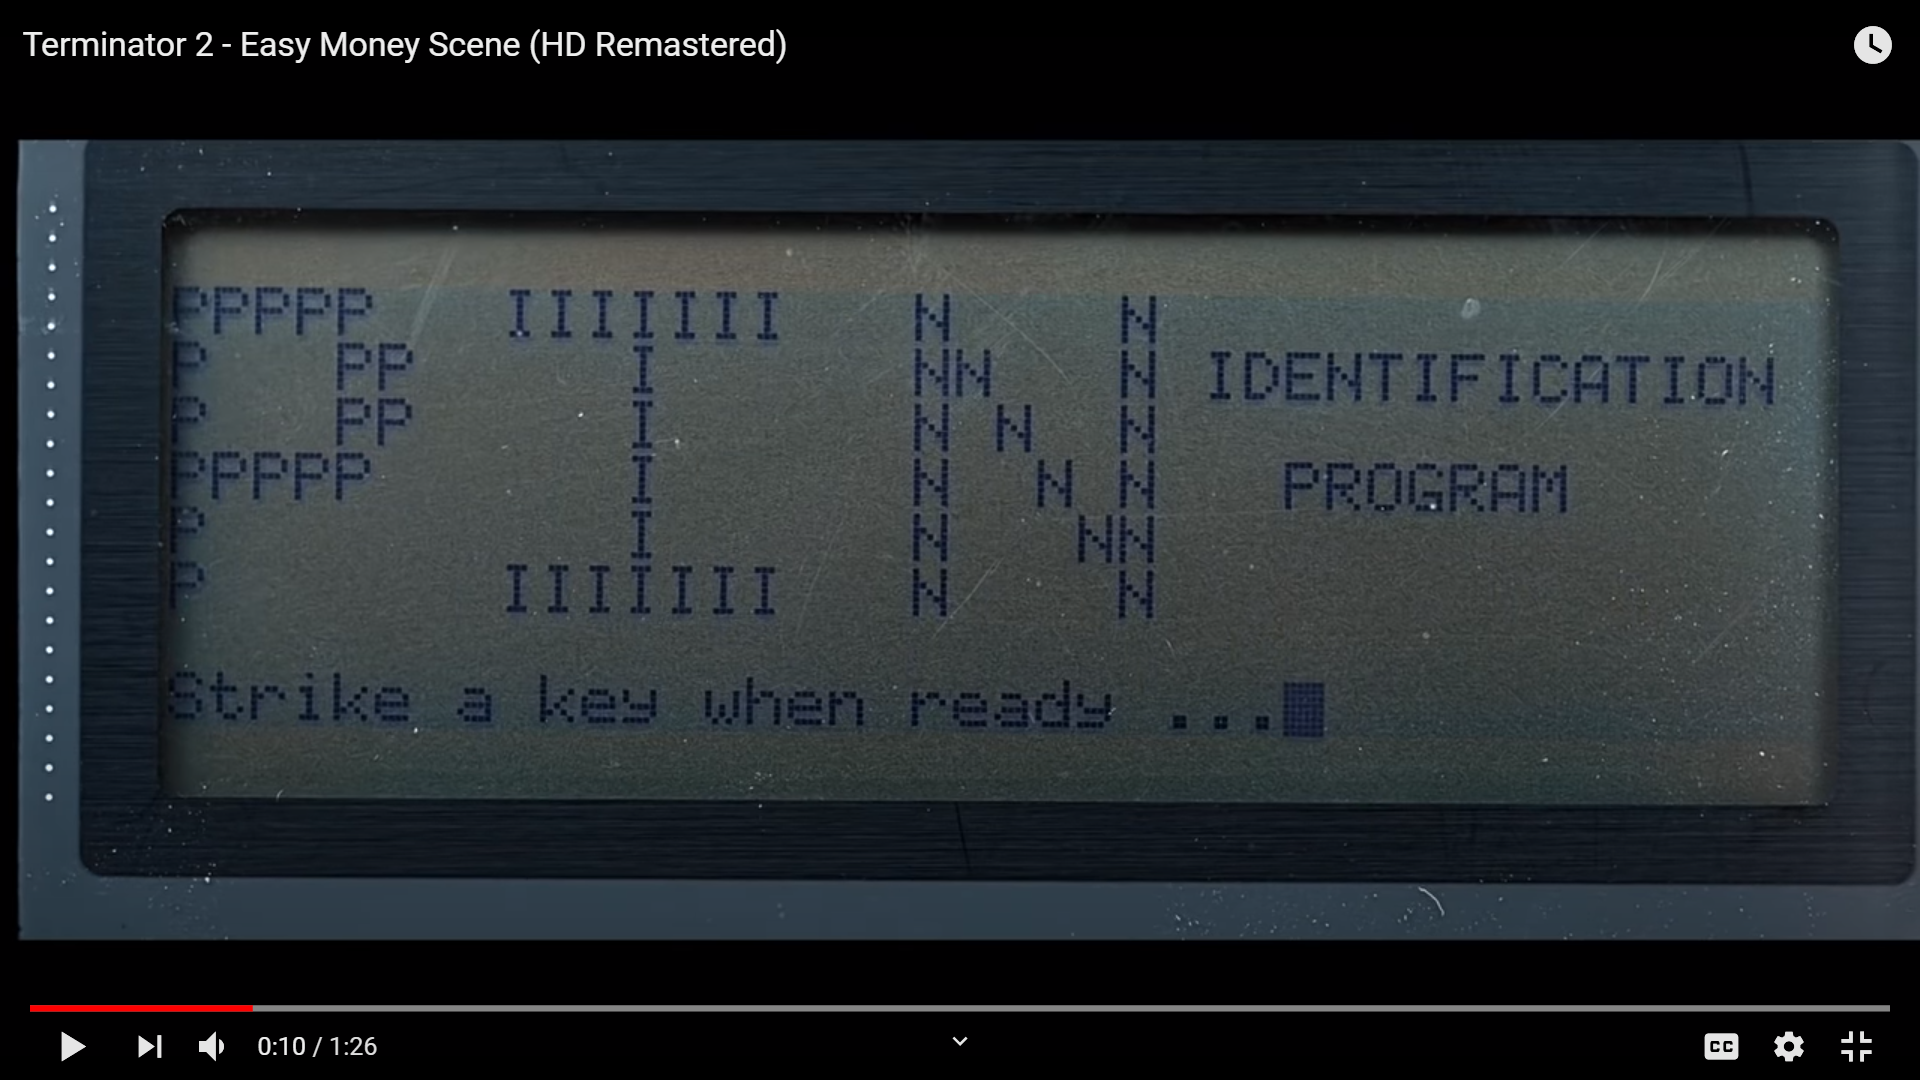 Terminator 2 - Easy Money Scene (HD Remastered)
PPPPP IIIIIII N N
P PP I NN N IDENTIFICATION
P PP I N N N
PPPPP I N N N PROGRAM
P I N NN
P IIIIIII N N
Strike a key when ready ...
0:10 / 1:26
CC